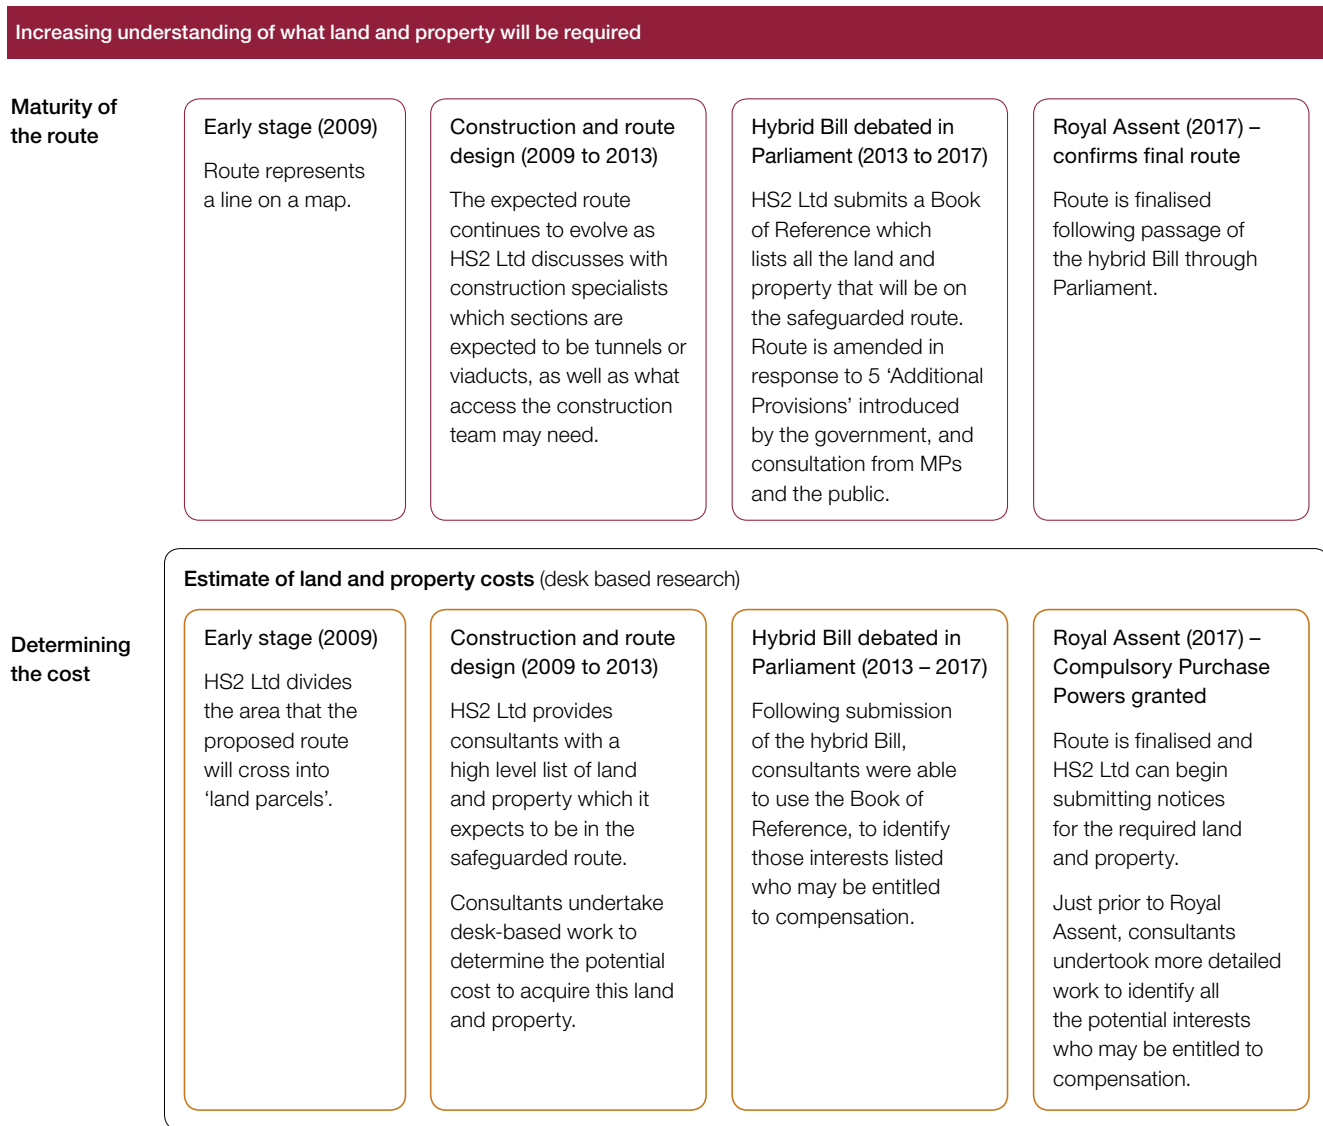 Increasing understanding of what land and property will be required
Maturity of
the route
Early stage (2009)
Route represents
a line on a map.
Construction and route
design (2009 to 2013)
The expected route
continues to evolve as
HS2 Ltd discusses with
construction specialists
which sections are
expected to be tunnels or
viaducts, as well as what
access the construction
team may need.
Hybrid Bill debated in
Parliament (2013 to 2017)
HS2 Ltd submits a Book
of Reference which
lists all the land and
property that will be on
the safeguarded route.
Route is amended in
response to 5 ‘Additional
Provisions’ introduced
by the government, and
consultation from MPs
and the public.
Royal Assent (2017) –
confirms final route
Route is finalised
following passage of
the hybrid Bill through
Parliament.
Determining
the cost
Estimate of land and property costs (desk based research)
Early stage (2009)
HS2 Ltd divides
the area that the
proposed route
will cross into
‘land parcels’.
Construction and route
design (2009 to 2013)
HS2 Ltd provides
consultants with a
high level list of land
and property which it
expects to be in the
safeguarded route.
Consultants undertake
desk-based work to
determine the potential
cost to acquire this land
and property.
Hybrid Bill debated in
Parliament (2013 – 2017)
Following submission
of the hybrid Bill,
consultants were able
to use the Book of
Reference, to identify
those interests listed
who may be entitled
to compensation.
Royal Assent (2017) –
Compulsory Purchase
Powers granted
Route is finalised and
HS2 Ltd can begin
submitting notices
for the required land
and property.
Just prior to Royal
Assent, consultants
undertook more detailed
work to identify all
the potential interests
who may be entitled to
compensation.